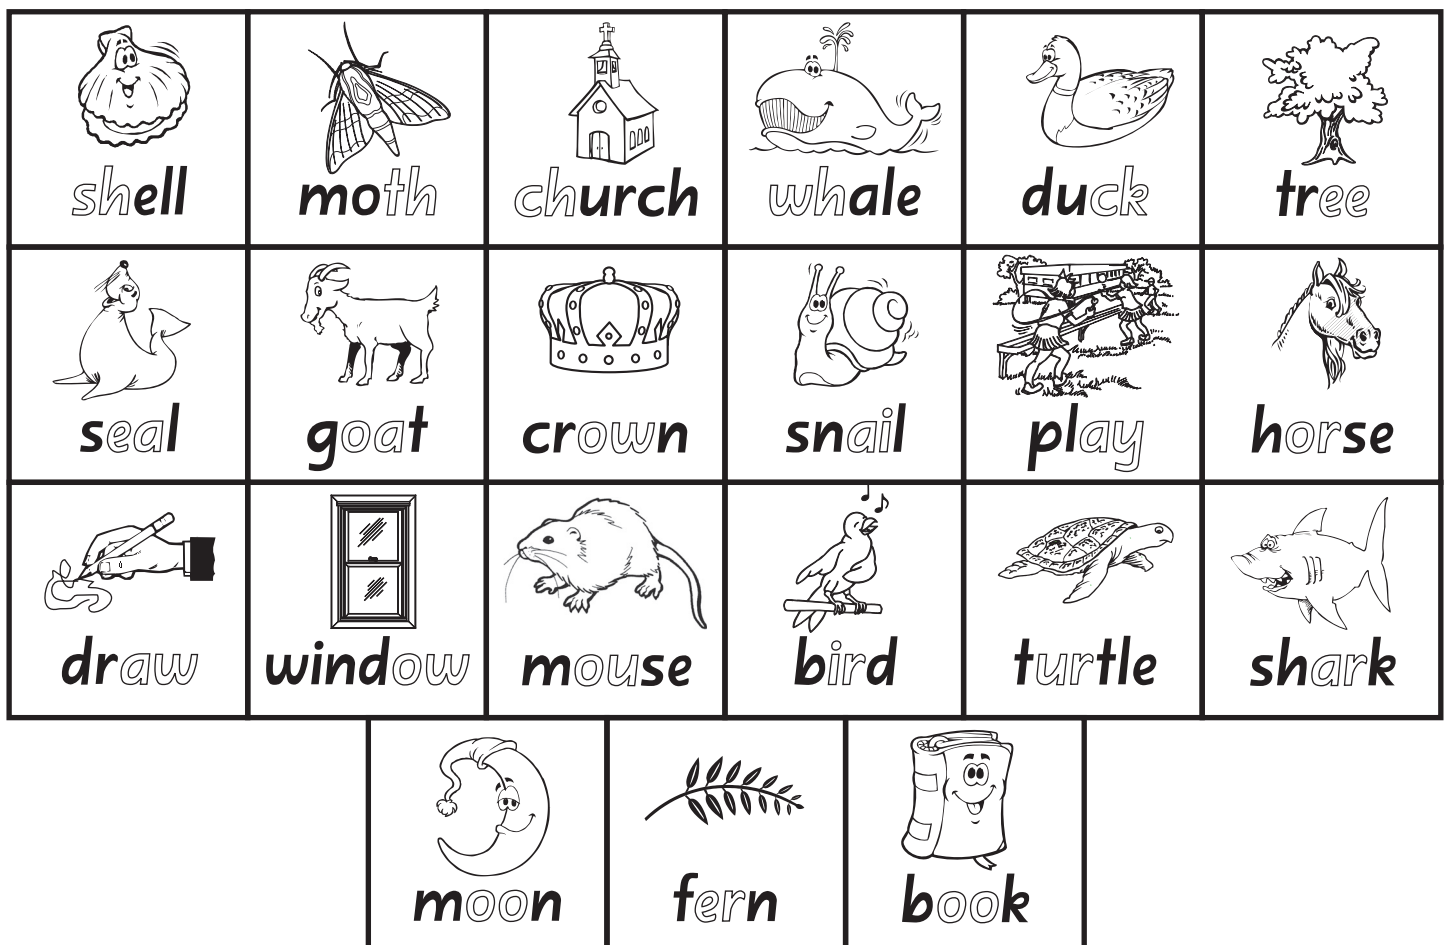 shell moth church whale duck tree
seal goat crown snail play horse
draw window mouse bird turtle shark
moon fern book